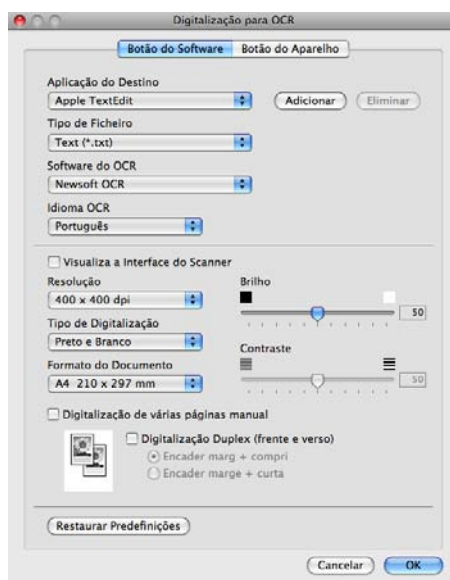 Digitalização para OCR
Botão do Software Botão do Aparelho
Aplicação do Destino
Apple TextEdit Adicionar Eliminar
Tipo de Ficheiro
Text (*.txt)
Software do OCR
Newsoft OCR
Idioma OCR
Português
Visualiza a Interface do Scanner
Resolução Brilho
400 x 400 dpi 50
Tipo de Digitalização
Preto e Branco
Contraste
Formato do Documento
A4 210 x 297 mm 50
Digitalização de várias páginas manual
Digitalização Duplex (frente e verso)
Encader marg + compri
Encader marge + curta
Restaurar Predefinições
Cancelar OK